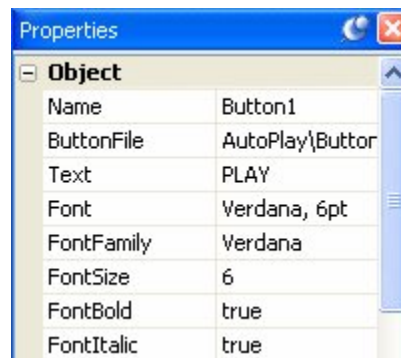 Properties
Object
Name Button1
ButtonFile AutoPlay\Button
Text PLAY
Font Verdana, 6pt
FontFamily Verdana
FontSize 6
FontBold true
FontItalic true